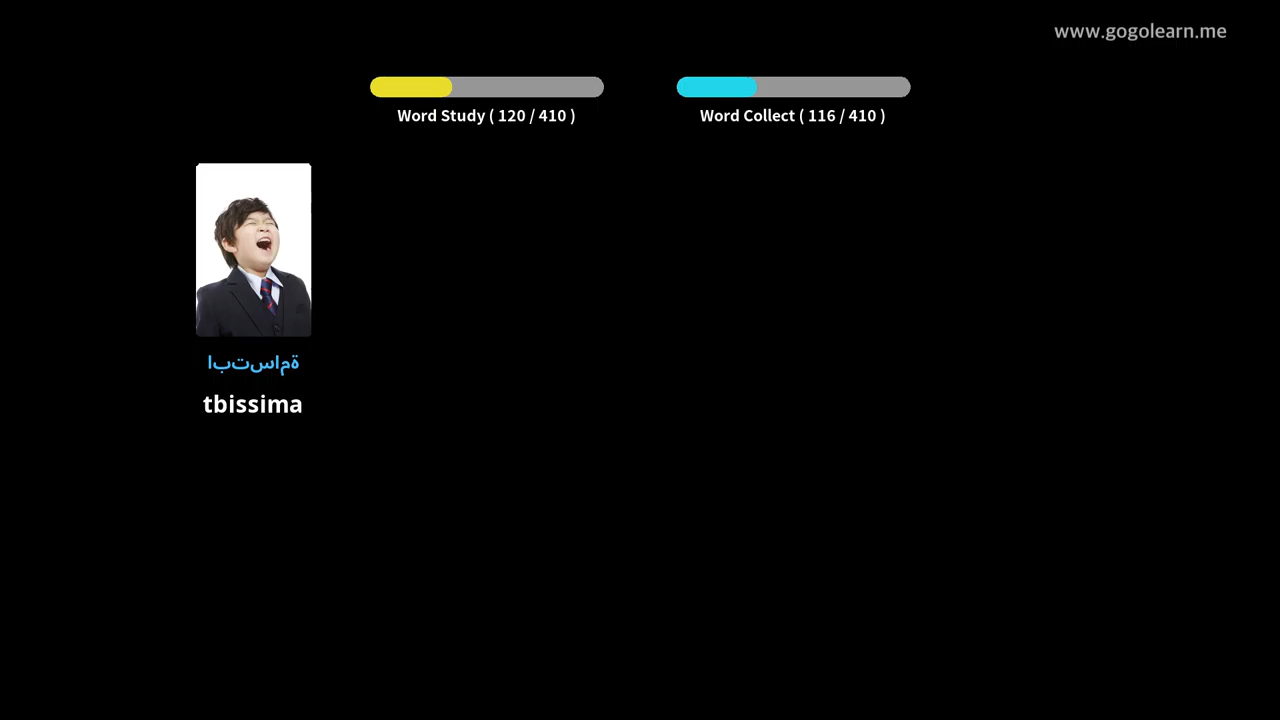 www.gogolearn.me
Word Study ( 120 / 410 )
Word Collect ( 116 / 410 )
ابتسامة
tbissima